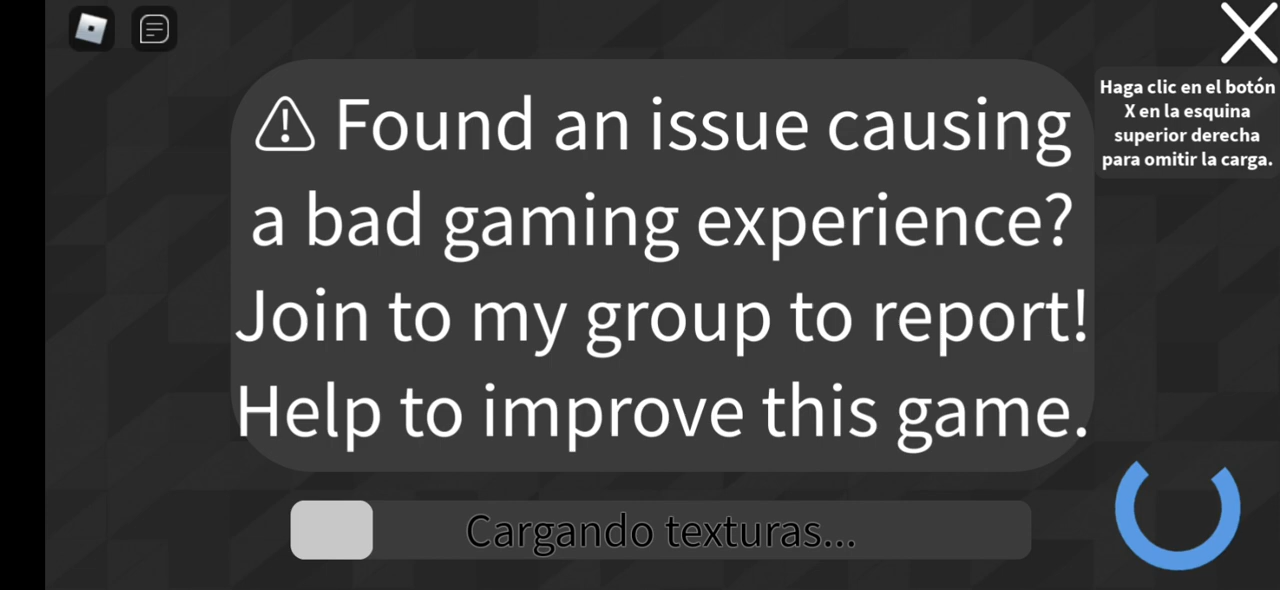 ⚠ Found an issue causing
a bad gaming experience?
Join to my group to report!
Help to improve this game.
Haga clic en el botón
X en la esquina
superior derecha
para omitir la carga.
Cargando texturas...